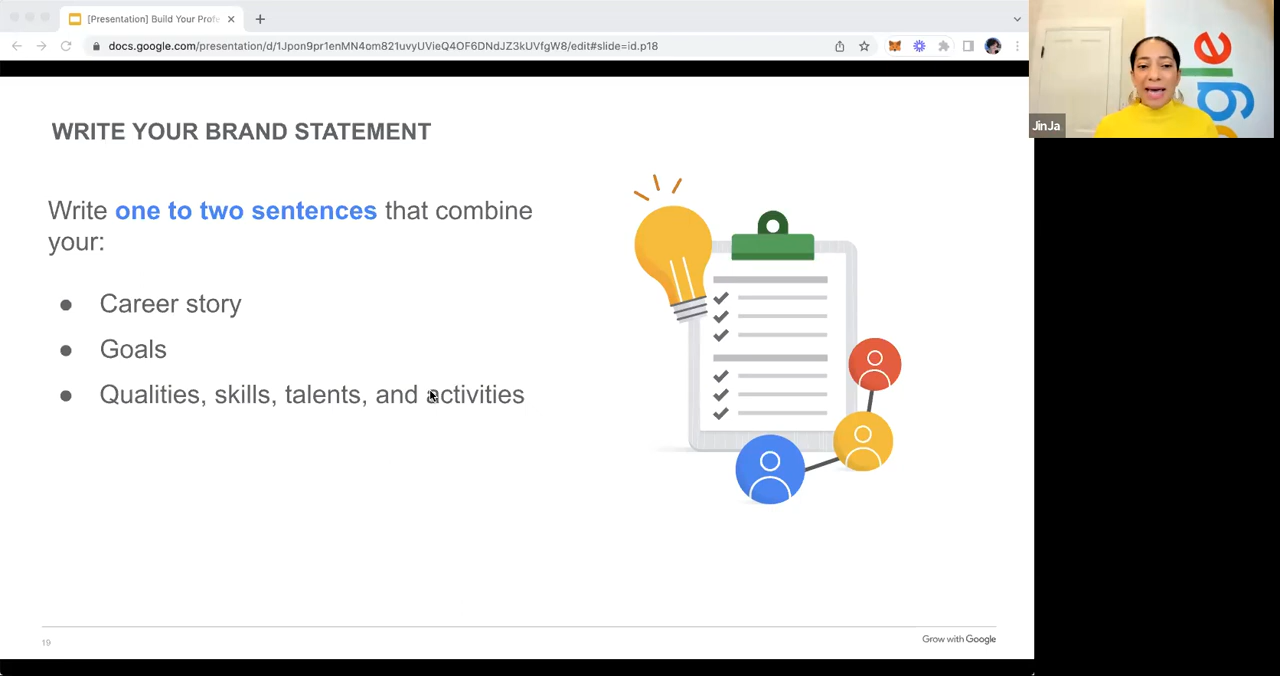 [Presentation] Build Your Profe
docs.google.com/presentation/d/1Jpon9pr1enMN4om821uvyUVieQ4OF6DNdJZ3kUVfgW8/edit#slide=id.p18
JinJa
WRITE YOUR BRAND STATEMENT
Write one to two sentences that combine
your:
● Career story
● Goals
● Qualities, skills, talents, and activities
19
Grow with Google